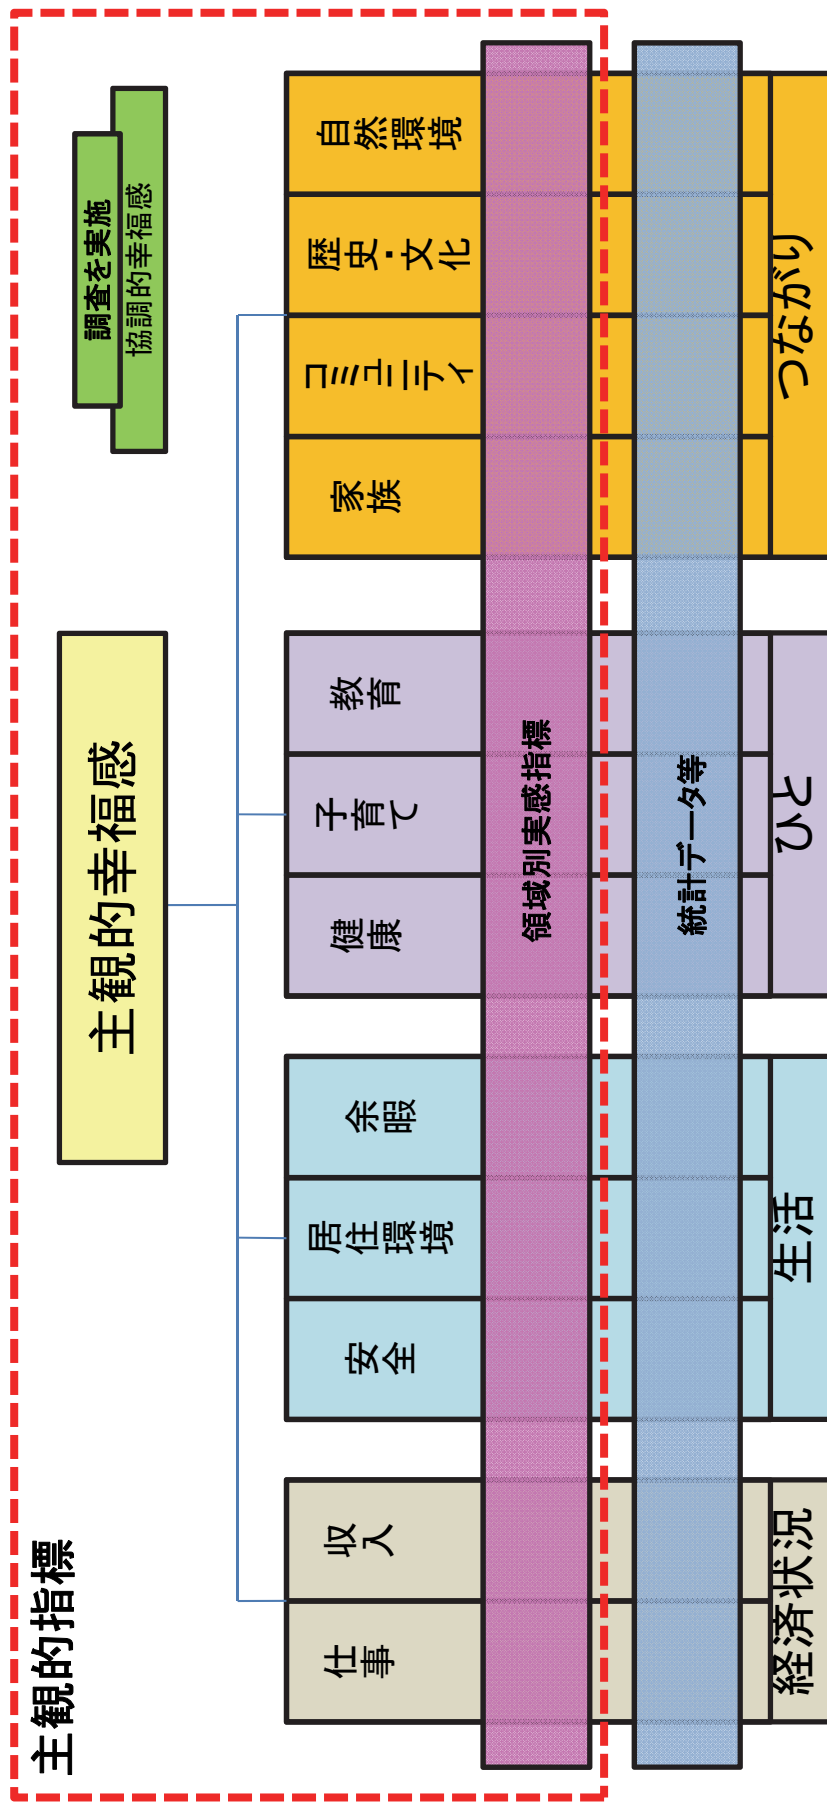 主観的指標
主観的幸福感
調査を実施
協調的幸福感
仕事
収入
安全
居住環境
余暇
健康
子育て
教育
家族
コミュニティ
歴史・文化
自然環境
領域別実感指標
統計データ等
経済状況
生活
ひと
つながり